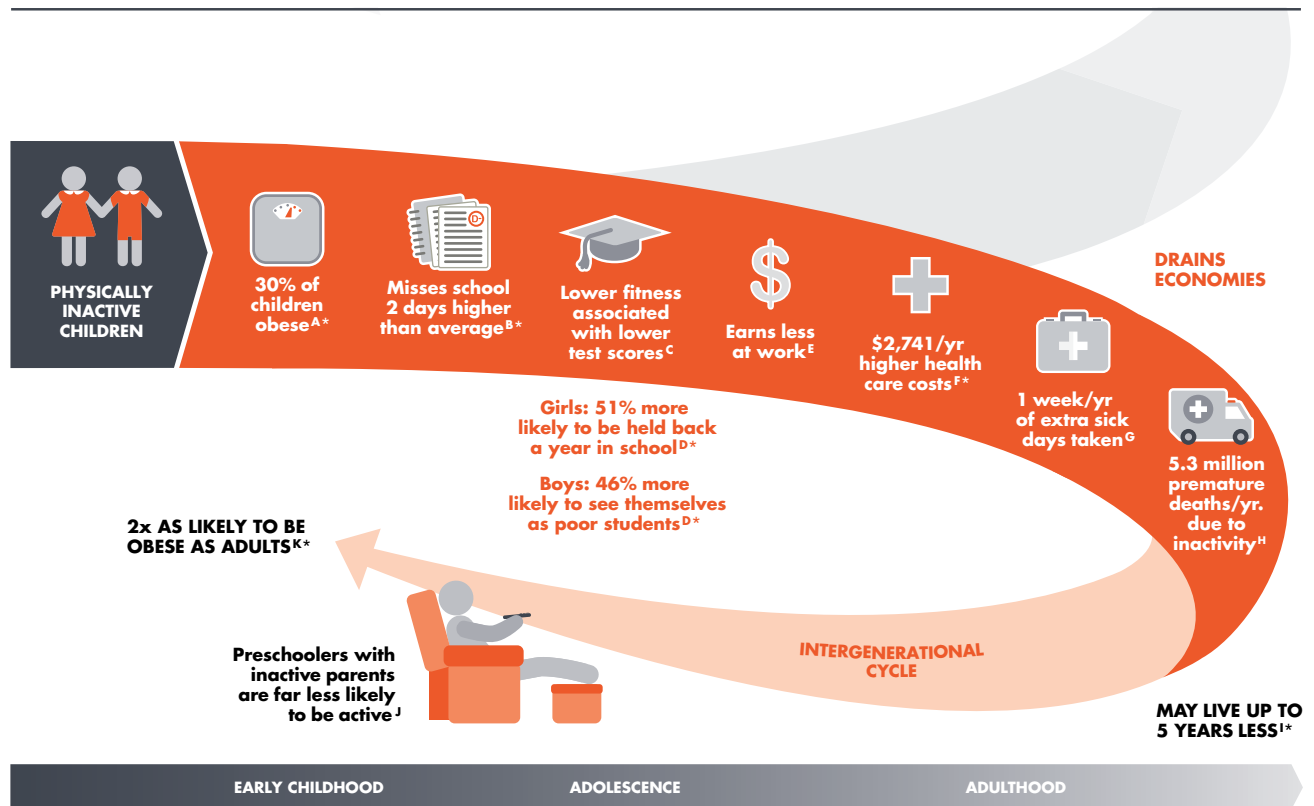 PHYSICALLY
INACTIVE
CHILDREN
30% of
children
obese A*
Misses school
2 days higher
than average B*
D-
Lower fitness
associated
with lower
test scores C
$
Earns less
at work E
$2,741/yr
higher health
care costs F*
1 week/yr
of extra sick
days taken G
5.3 million
premature
deaths/yr.
due to
inactivity H
DRAINS
ECONOMIES
Girls: 51% more
likely to be held back
a year in school D*
Boys: 46% more
likely to see themselves
as poor students D*
2x AS LIKELY TO BE
OBESE AS ADULTS K*
Preschoolers with
inactive parents
are far less likely
to be active J
INTERGENERATIONAL
CYCLE
MAY LIVE UP TO
5 YEARS LESS I*
EARLY CHILDHOOD
ADOLESCENCE
ADULTHOOD